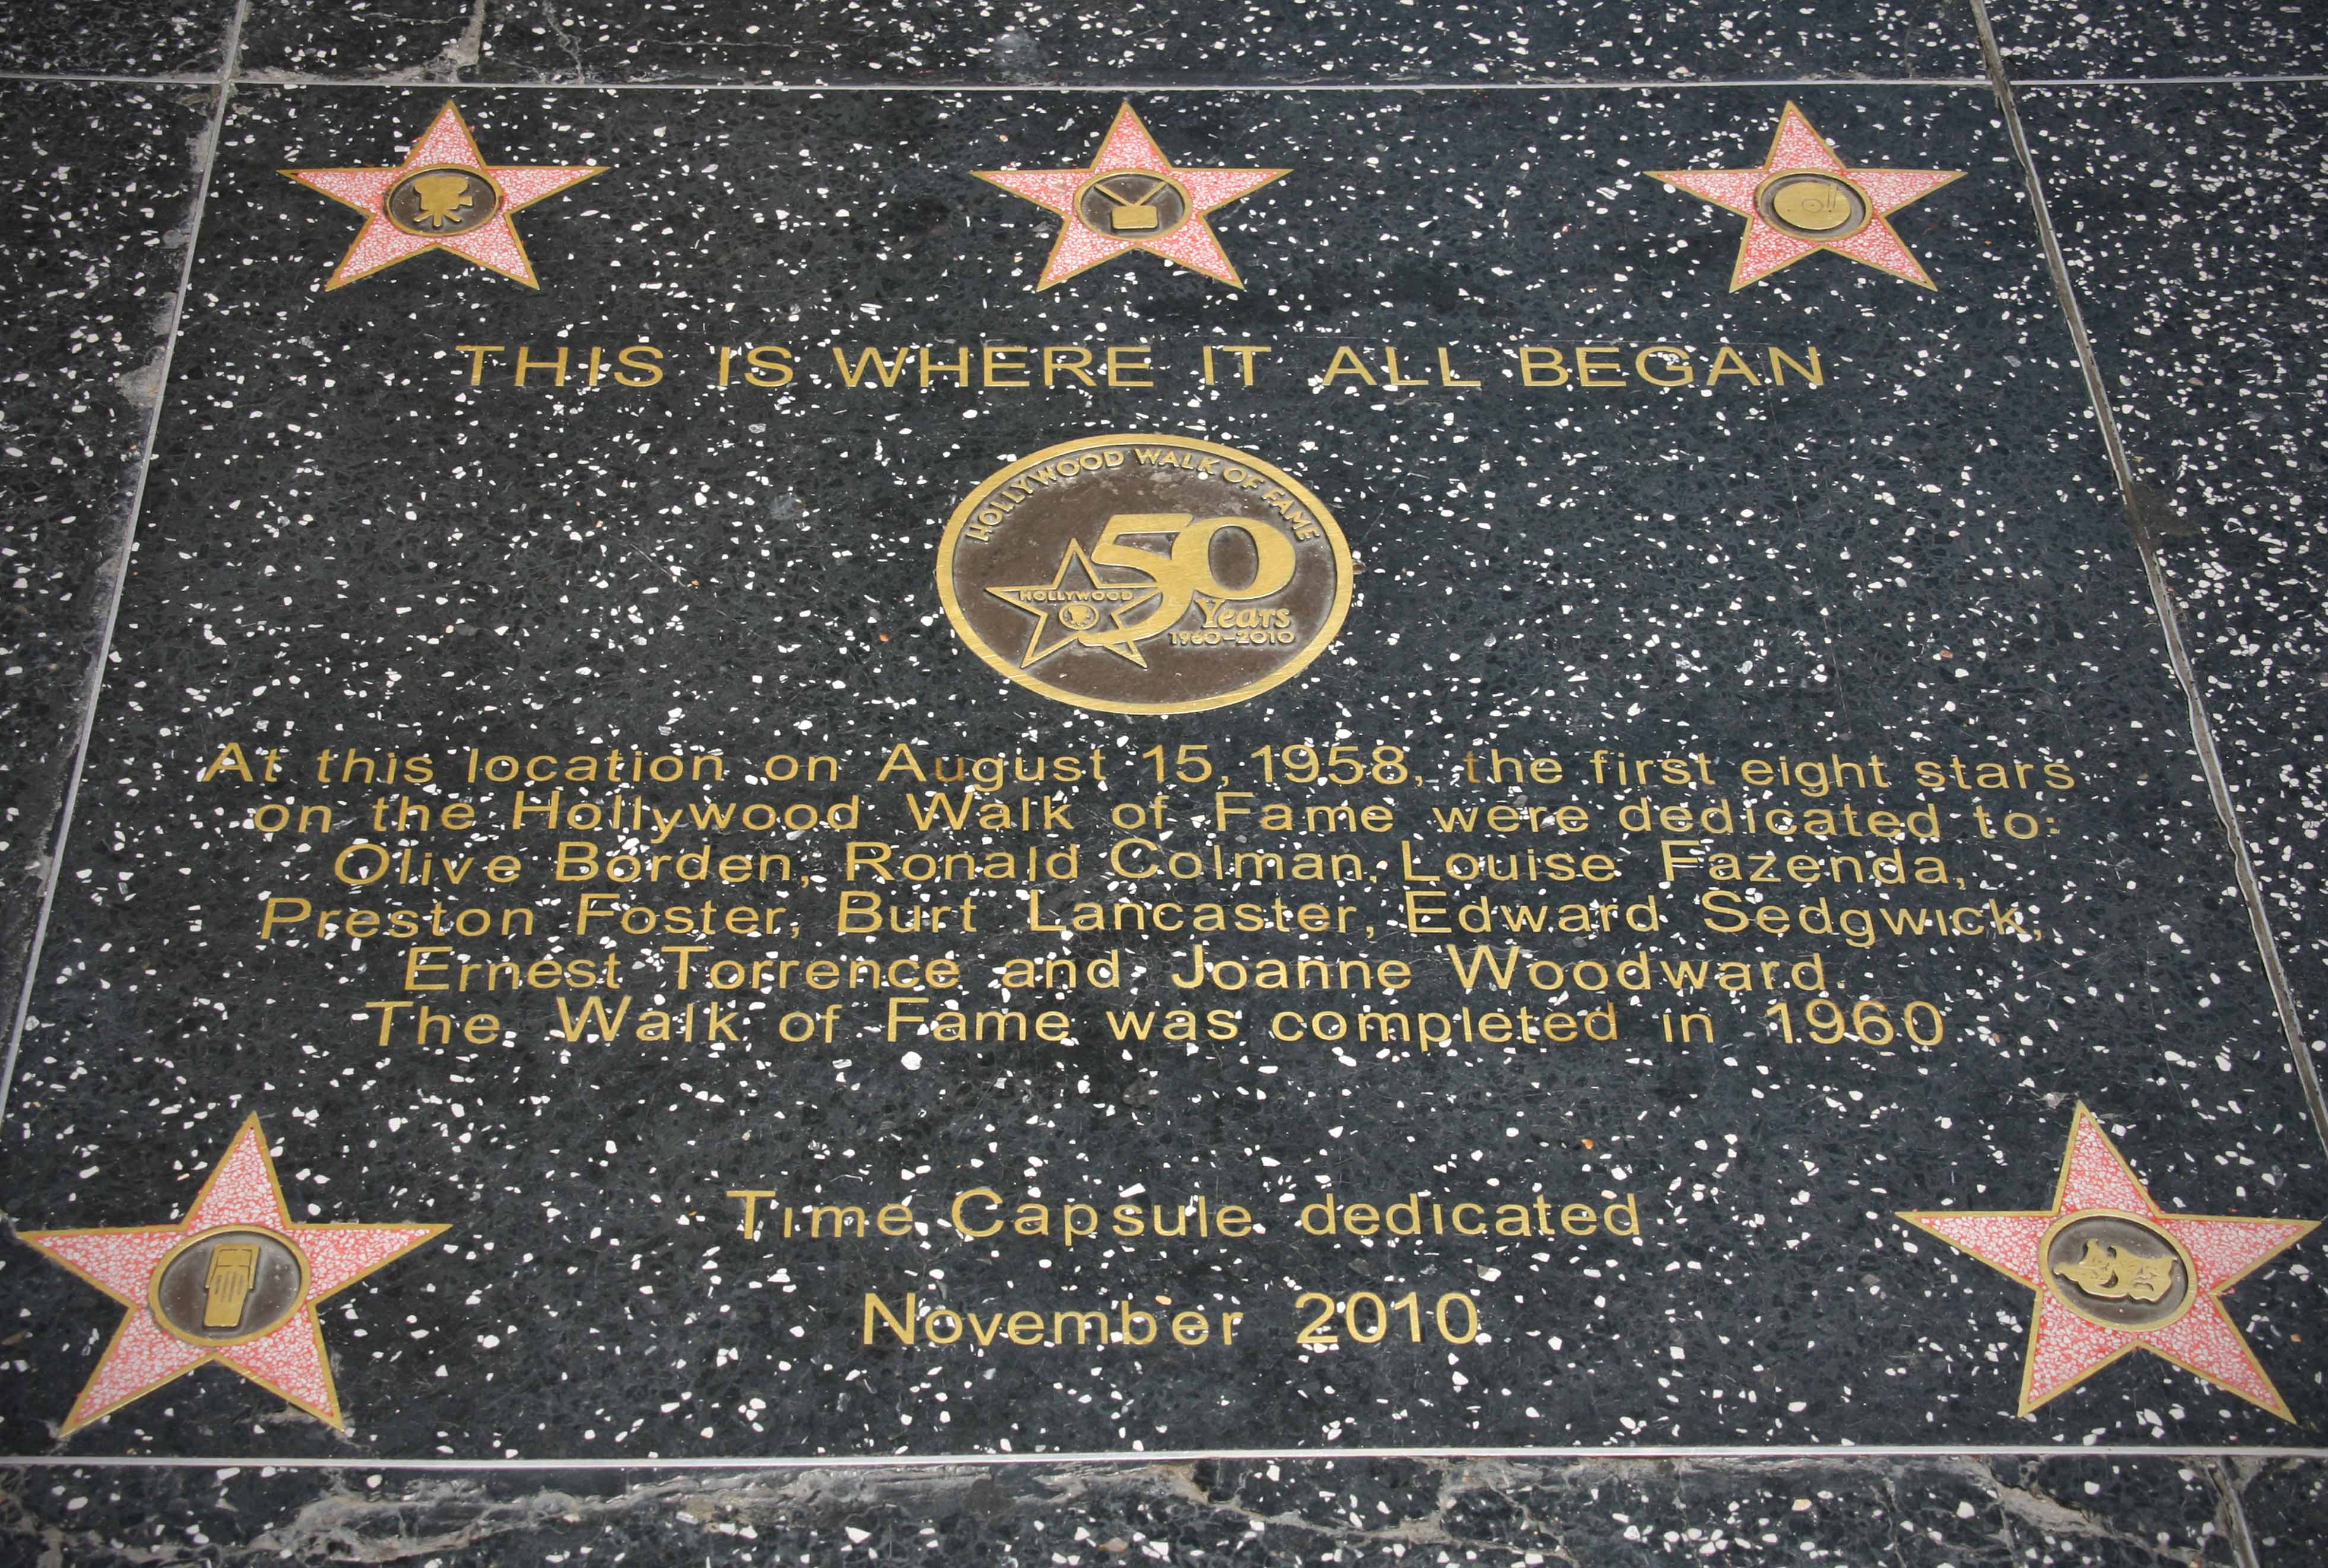 THIS IS WHERE IT ALL BEGAN
HOLLYWOOD WALK OF FAME
50
HOLLYWOOD
Years
1960-2010
At this location on August 15, 1958, the first eight stars
on the Hollywood Walk of Fame were dedicated to:
Olive Borden, Ronald Colman, Louise Fazenda,
Preston Foster, Burt Lancaster, Edward Sedgwick,
Ernest Torrence and Joanne Woodward.
The Walk of Fame was completed in 1960
Time Capsule dedicated
November 2010